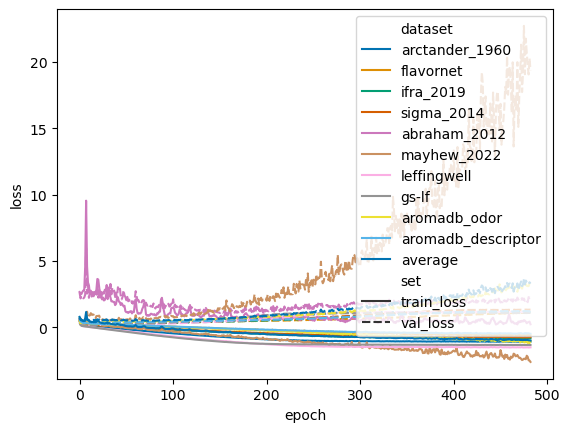 dataset
arctander_1960
flavornet
ifra_2019
sigma_2014
abraham_2012
mayhew_2022
leffingwell
gs-lf
aromadb_odor
aromadb_descriptor
average
set
train_loss
val_loss
loss
20
15
10
5
0
0 100 200 300 400 500
epoch